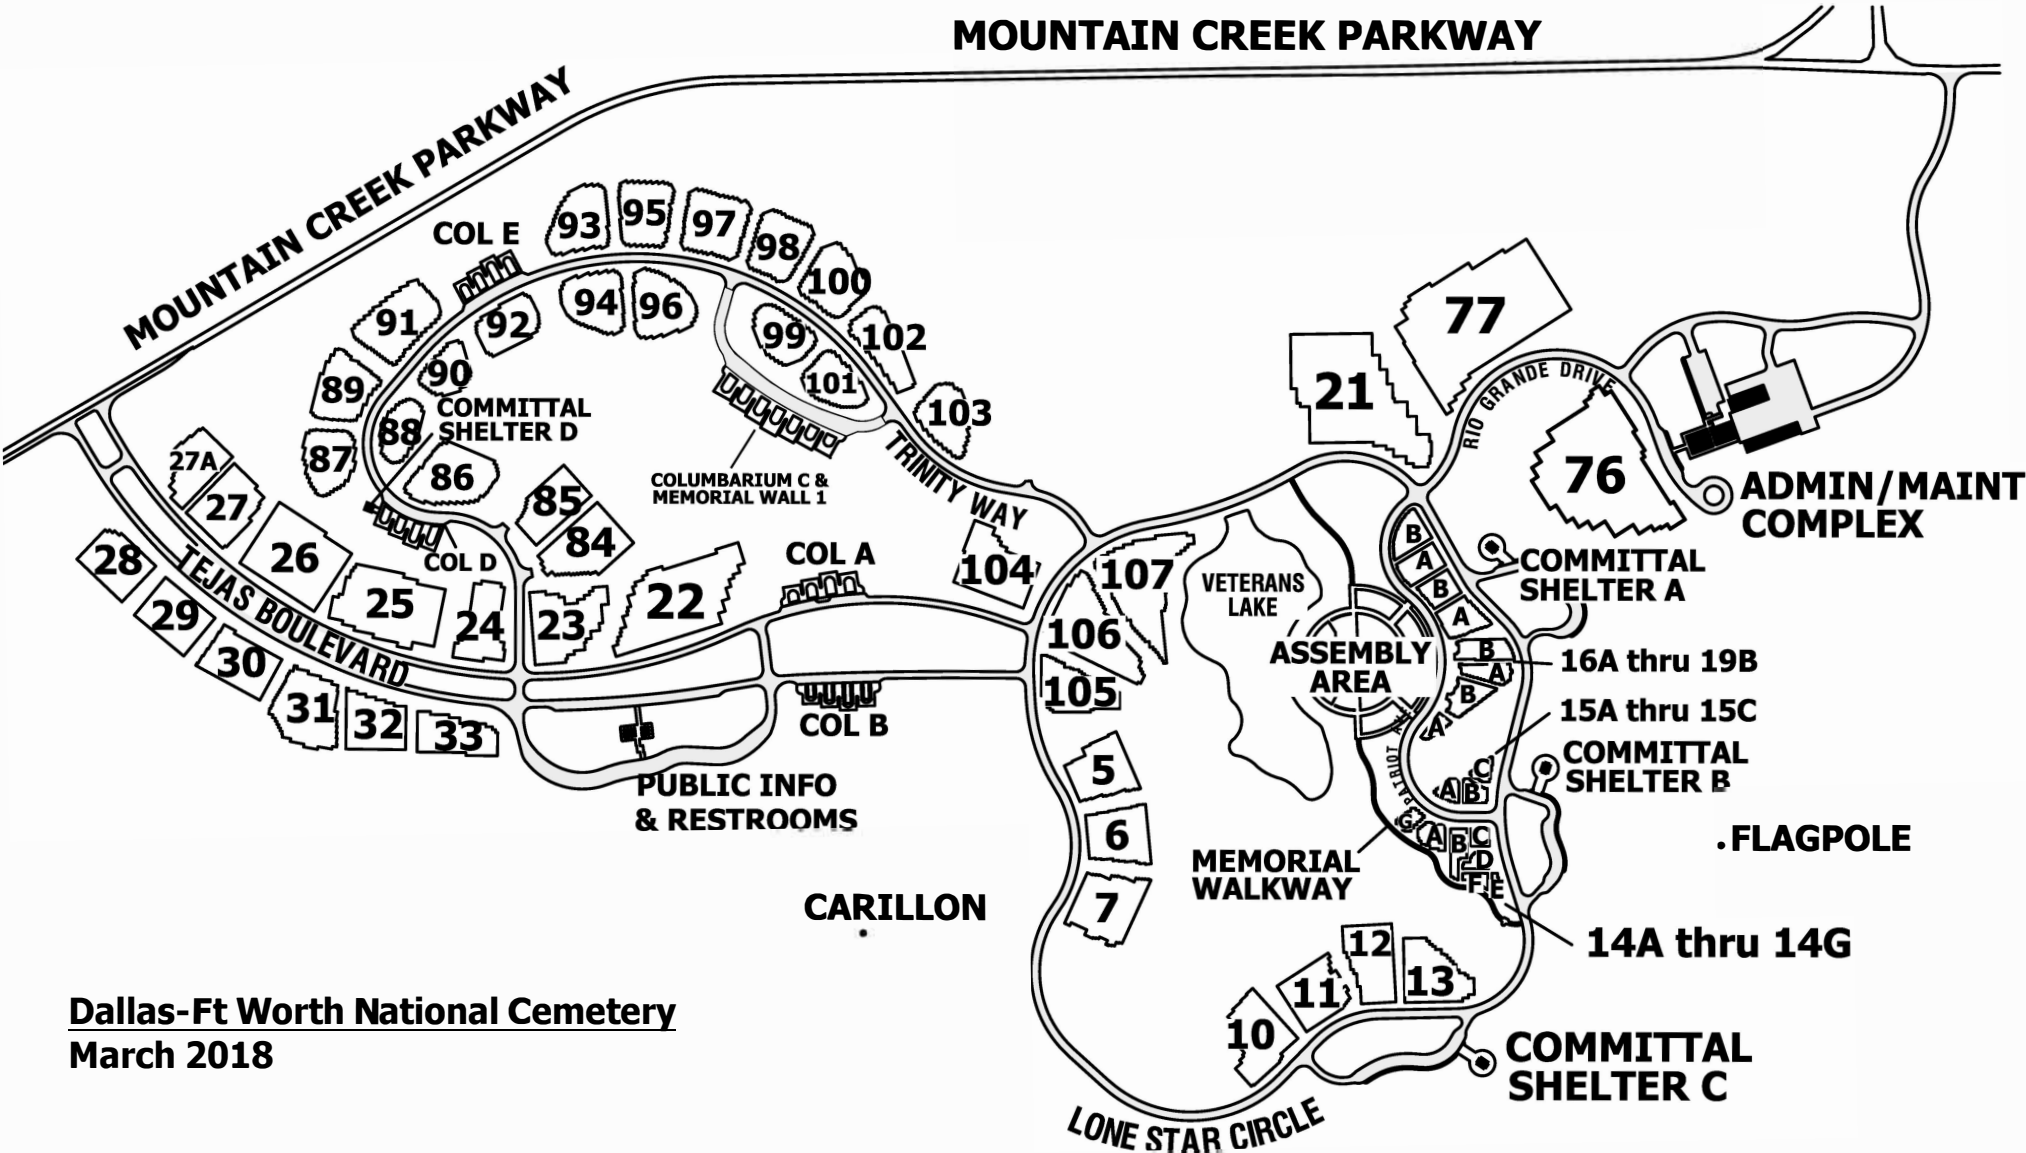 MOUNTAIN CREEK PARKWAY
MOUNTAIN CREEK PARKWAY
COL E
93
95
97
98
100
102
103
91
92
94
96
99
101
89
90
87
88
86
COMMITTAL
SHELTER D
COL D
COLUMBARIUM C &
MEMORIAL WALL 1
TRINITY WAY
27A
27
26
25
24
23
22
85
84
COL A
104
28
29
30
31
32
33
TEJAS BOULEVARD
COL B
PUBLIC INFO
& RESTROOMS
107
106
105
5
6
7
VETERANS
LAKE
ASSEMBLY
AREA
21
77
76
RIO GRANDE DRIVE
ADMIN/MAINT
COMPLEX
B
A
B
A
B
A
B
A
COMMITTAL
SHELTER A
16A thru 19B
15A thru 15C
C
A
B
COMMITTAL
SHELTER B
PATRIOT
G
A
B
C
D
F
E
MEMORIAL
WALKWAY
.FLAGPOLE
CARILLON
14A thru 14G
12
13
11
10
COMMITTAL
SHELTER C
LONE STAR CIRCLE
Dallas-Ft Worth National Cemetery
March 2018